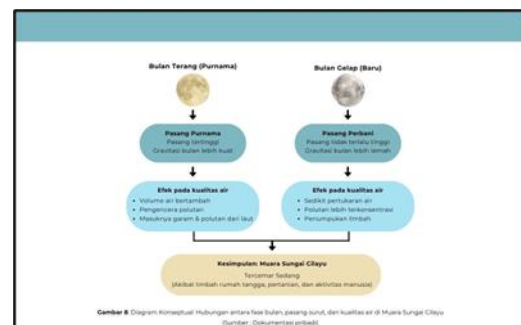 Bulan Terang (Purnama)
Bulan Gelap (Baru)
Pasang Purnama
Pasang tertinggi
Gravitasi bulan lebih kuat
Pasang Perbani
Pasang tidak terlalu tinggi
Gravitasi bulan lebih lemah
Efek pada kualitas air
• Volume air bertambah
• Pengencera polutan
• Masuknya garam & polutan dari laut
Efek pada kualitas air
• Sedikit pertukaran air
• Polutan lebih terkonsentrasi
• Penumpukan limbah
Kesimpulan: Muara Sungai Cilayu
Tercemar Sedang
(Akibat limbah rumah tangga, pertanian, dan aktivitas manusia)
Gambar 8. Diagram Konseptual: Hubungan antara fase bulan, pasang surut, dan kualitas air di Muara Sungai Cilayu
(Sumber : Dokumentasi pribadi)